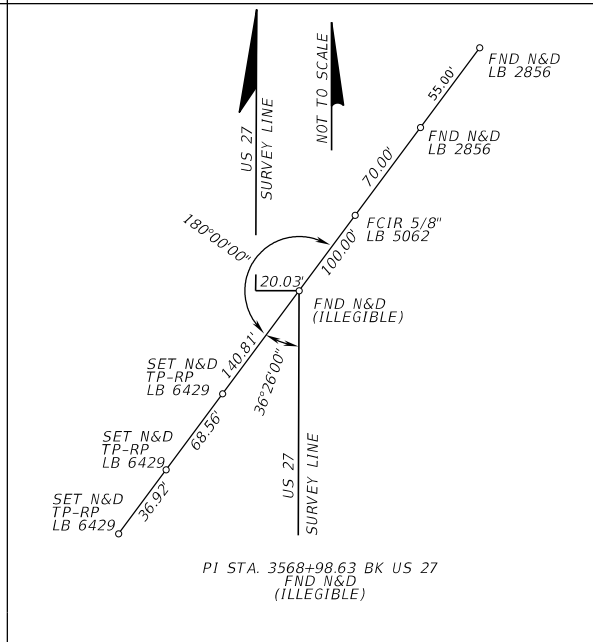 FND N&D
LB 2856
55.00'
US 27
SURVEY LINE
NOT TO SCALE
FND N&D
LB 2856
70.00'
FCIR 5/8"
LB 5062
180°00'00"
100.00'
20.03'
FND N&D
(ILLEGIBLE)
140.81'
36°26'00"
SET N&D
TP-RP
LB 6429
68.56'
SET N&D
TP-RP
LB 6429
36.92'
SET N&D
TP-RP
LB 6429
US 27
SURVEY LINE
PI STA. 3568+98.63 BK US 27
FND N&D
(ILLEGIBLE)